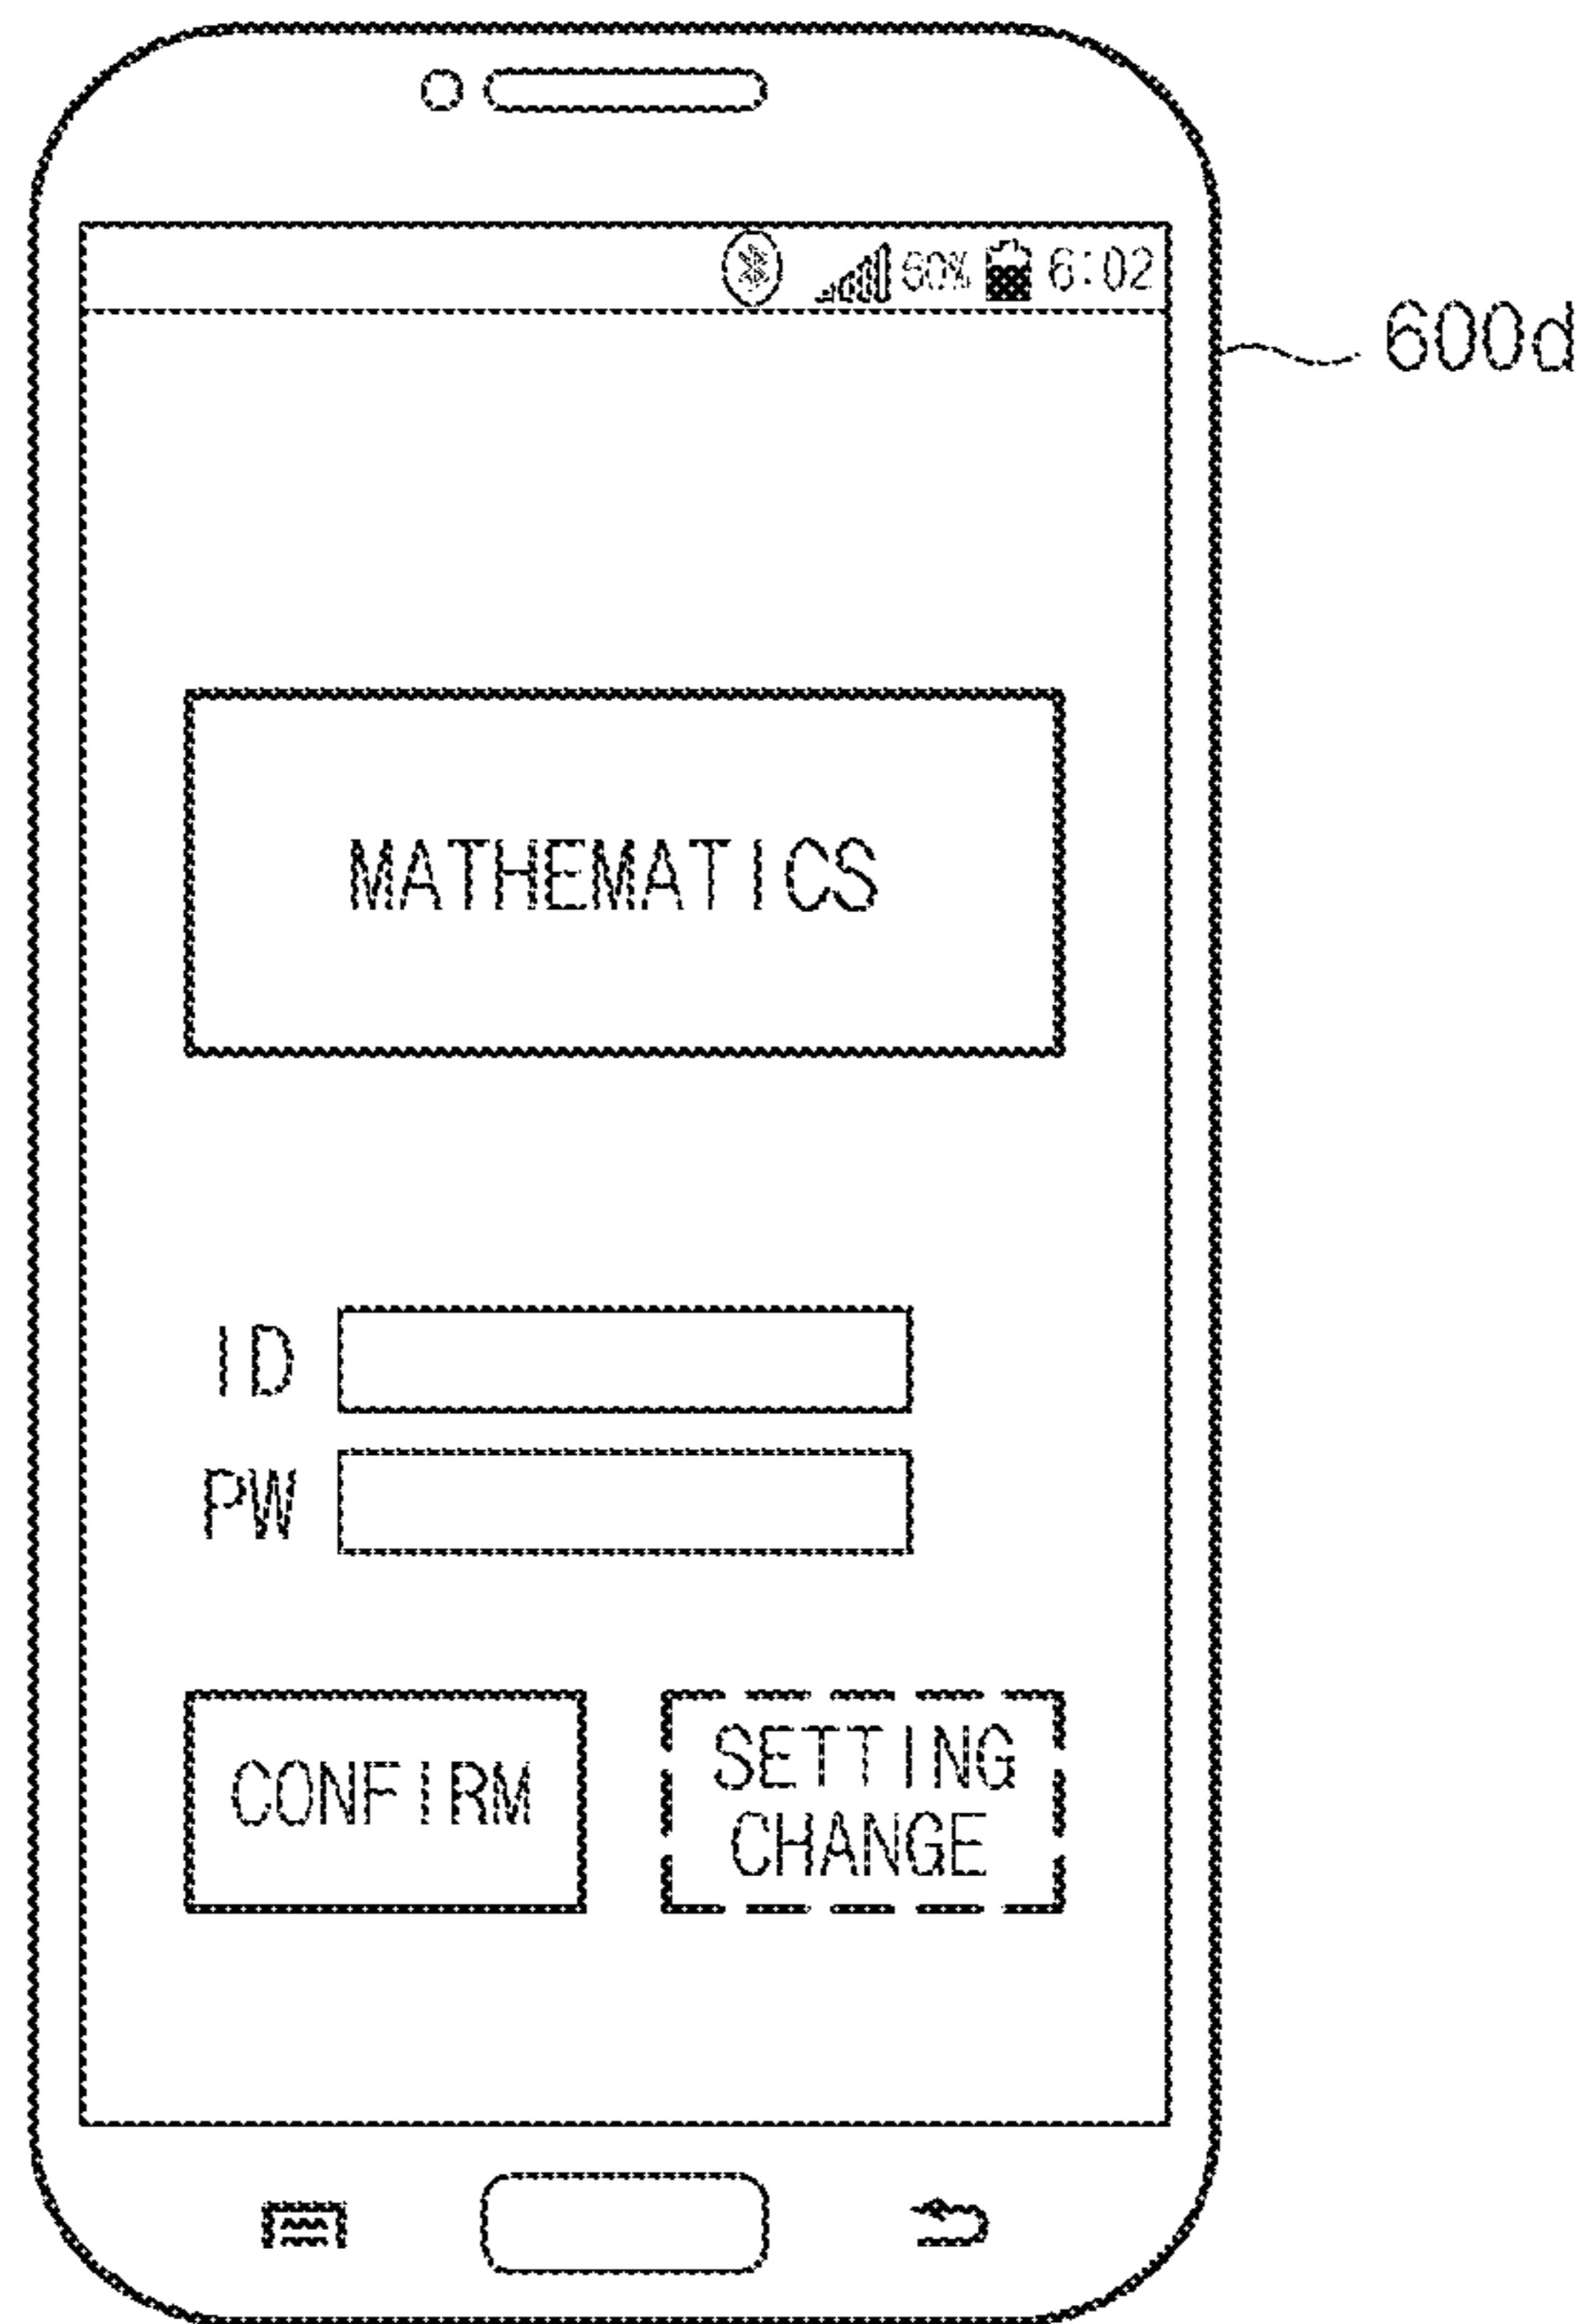 60% 6:02
600d
MATHEMATICS
ID
PW
CONFIRM
SETTING
CHANGE